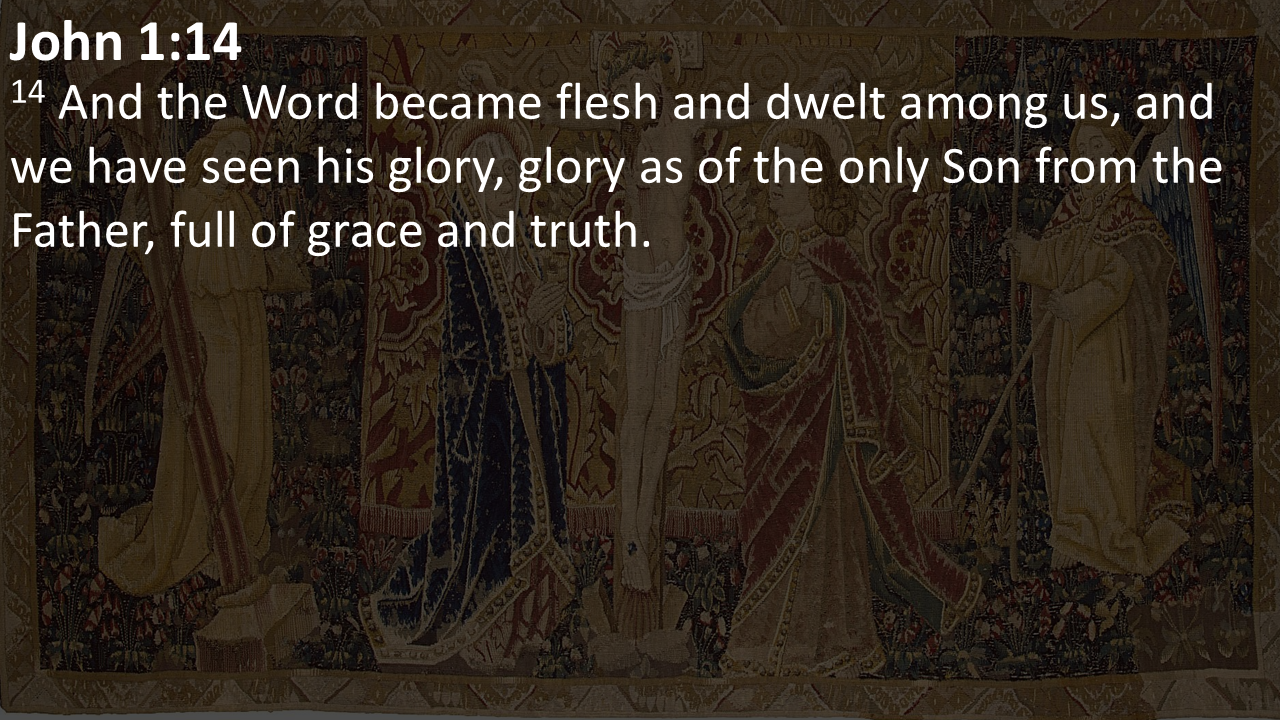 John 1:14
14 And the Word became flesh and dwelt among us, and
we have seen his glory, glory as of the only Son from the
Father, full of grace and truth.